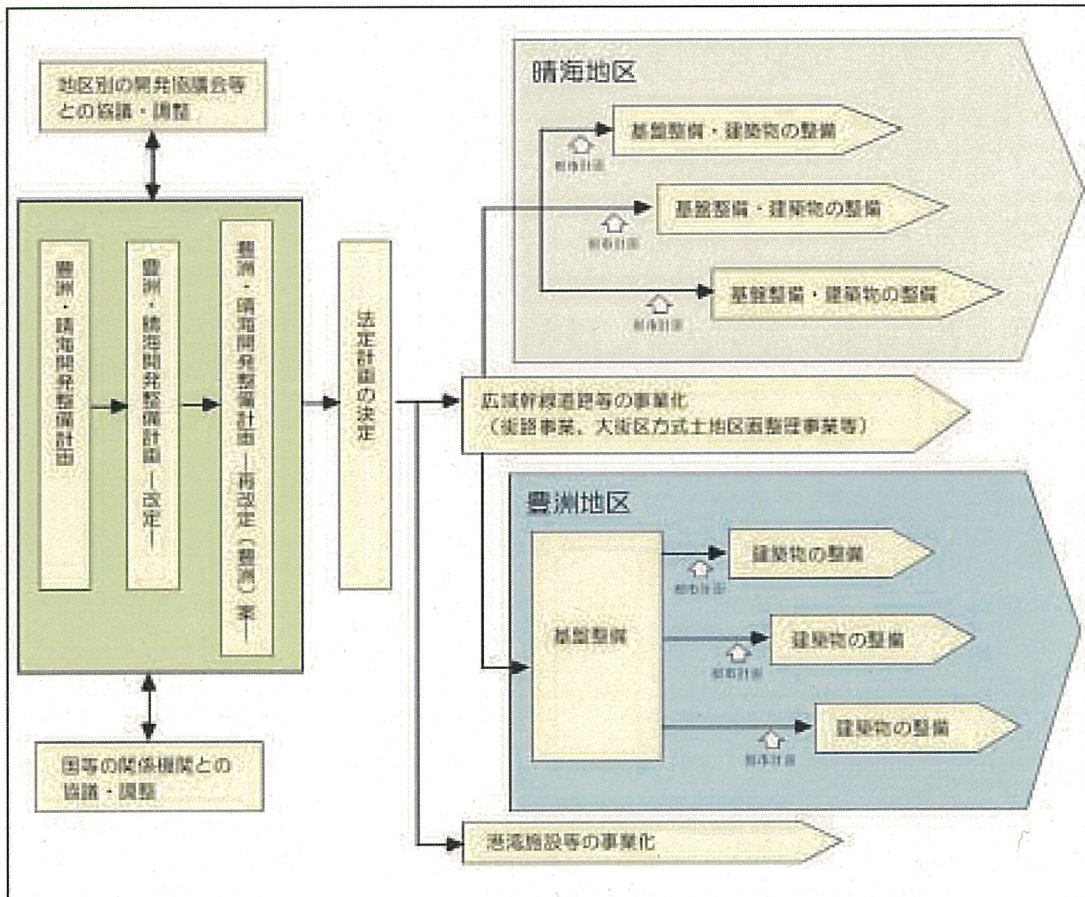 地区別の開発協議会等
との協議・調整
豊洲・晴海開発整備計画
豊洲・晴海開発整備計画―改定―
豊洲・晴海開発整備計画―再改定(豊洲)案―
国等の関係機関との
協議・調整
法定計画の決定
晴海地区
基盤整備・建築物の整備
都市計画
基盤整備・建築物の整備
都市計画
基盤整備・建築物の整備
都市計画
広域幹線道路等の事業化
(街路事業、大街区方式土地区画整理事業等)
豊洲地区
基盤整備
建築物の整備
都市計画
建築物の整備
都市計画
建築物の整備
都市計画
港湾施設等の事業化